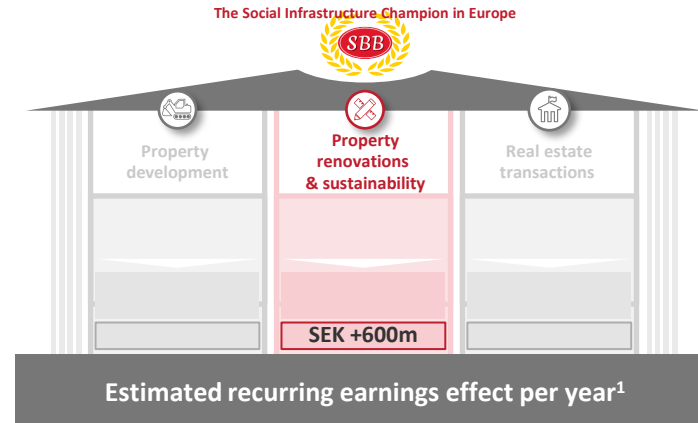 The Social Infrastructure Champion in Europe
SBB
Property
development
Property
renovations
& sustainability
Real estate
transactions
SEK +600m
Estimated recurring earnings effect per year¹